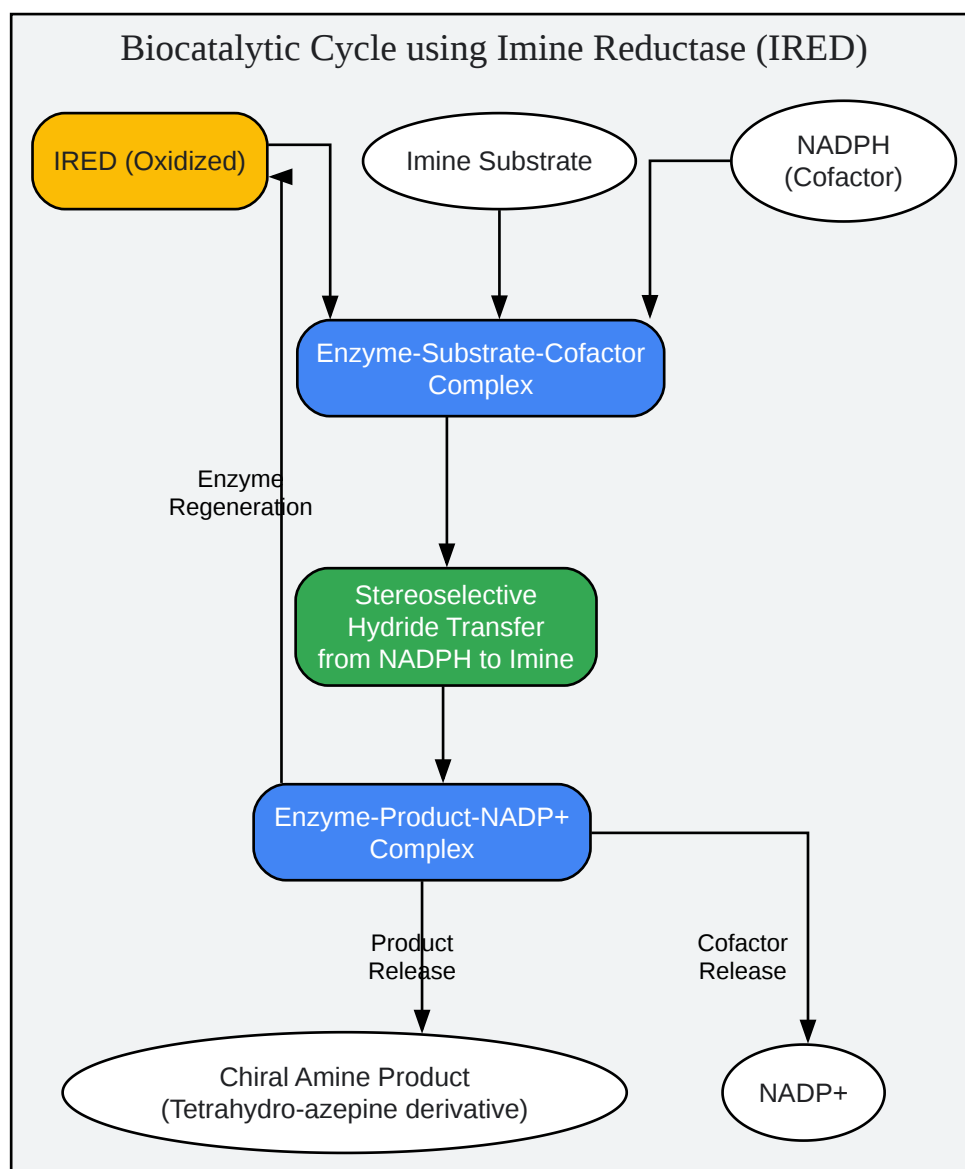 Biocatalytic Cycle using Imine Reductase (IRED)
IRED (Oxidized)
Imine Substrate
NADPH
(Cofactor)
Enzyme-Substrate-Cofactor
Complex
Enzyme
Regeneration
Stereoselective
Hydride Transfer
from NADPH to Imine
Enzyme-Product-NADP+
Complex
Product
Release
Cofactor
Release
Chiral Amine Product
(Tetrahydro-azepine derivative)
NADP+